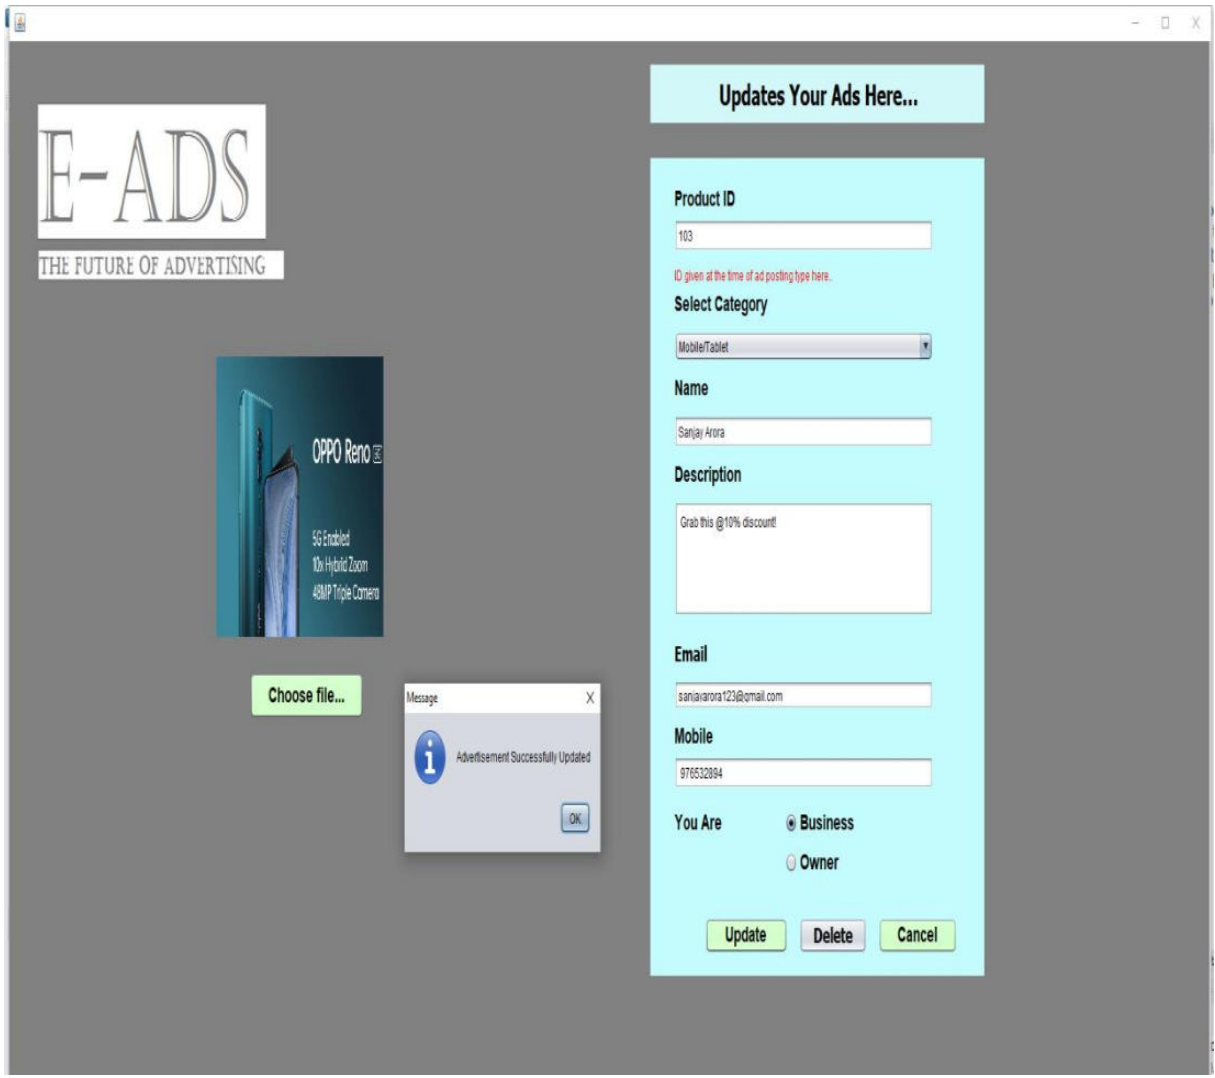 Updates Your Ads Here...
E-ADS
THE FUTURE OF ADVERTISING
Product ID
103
ID given at the time of ad posting type here..
Select Category
Mobile/Tablet
Name
Sanjay Arora
Description
Grab this @10% discount!
Email
sanjayarora123@gmail.com
Mobile
976532894
You Are
Business
Owner
Update
Delete
Cancel
OPPO Reno
5G Enabled
10x Hybrid Zoom
48MP Triple Camera
Choose file...
Message
X
Advertisement Successfully Updated
OK